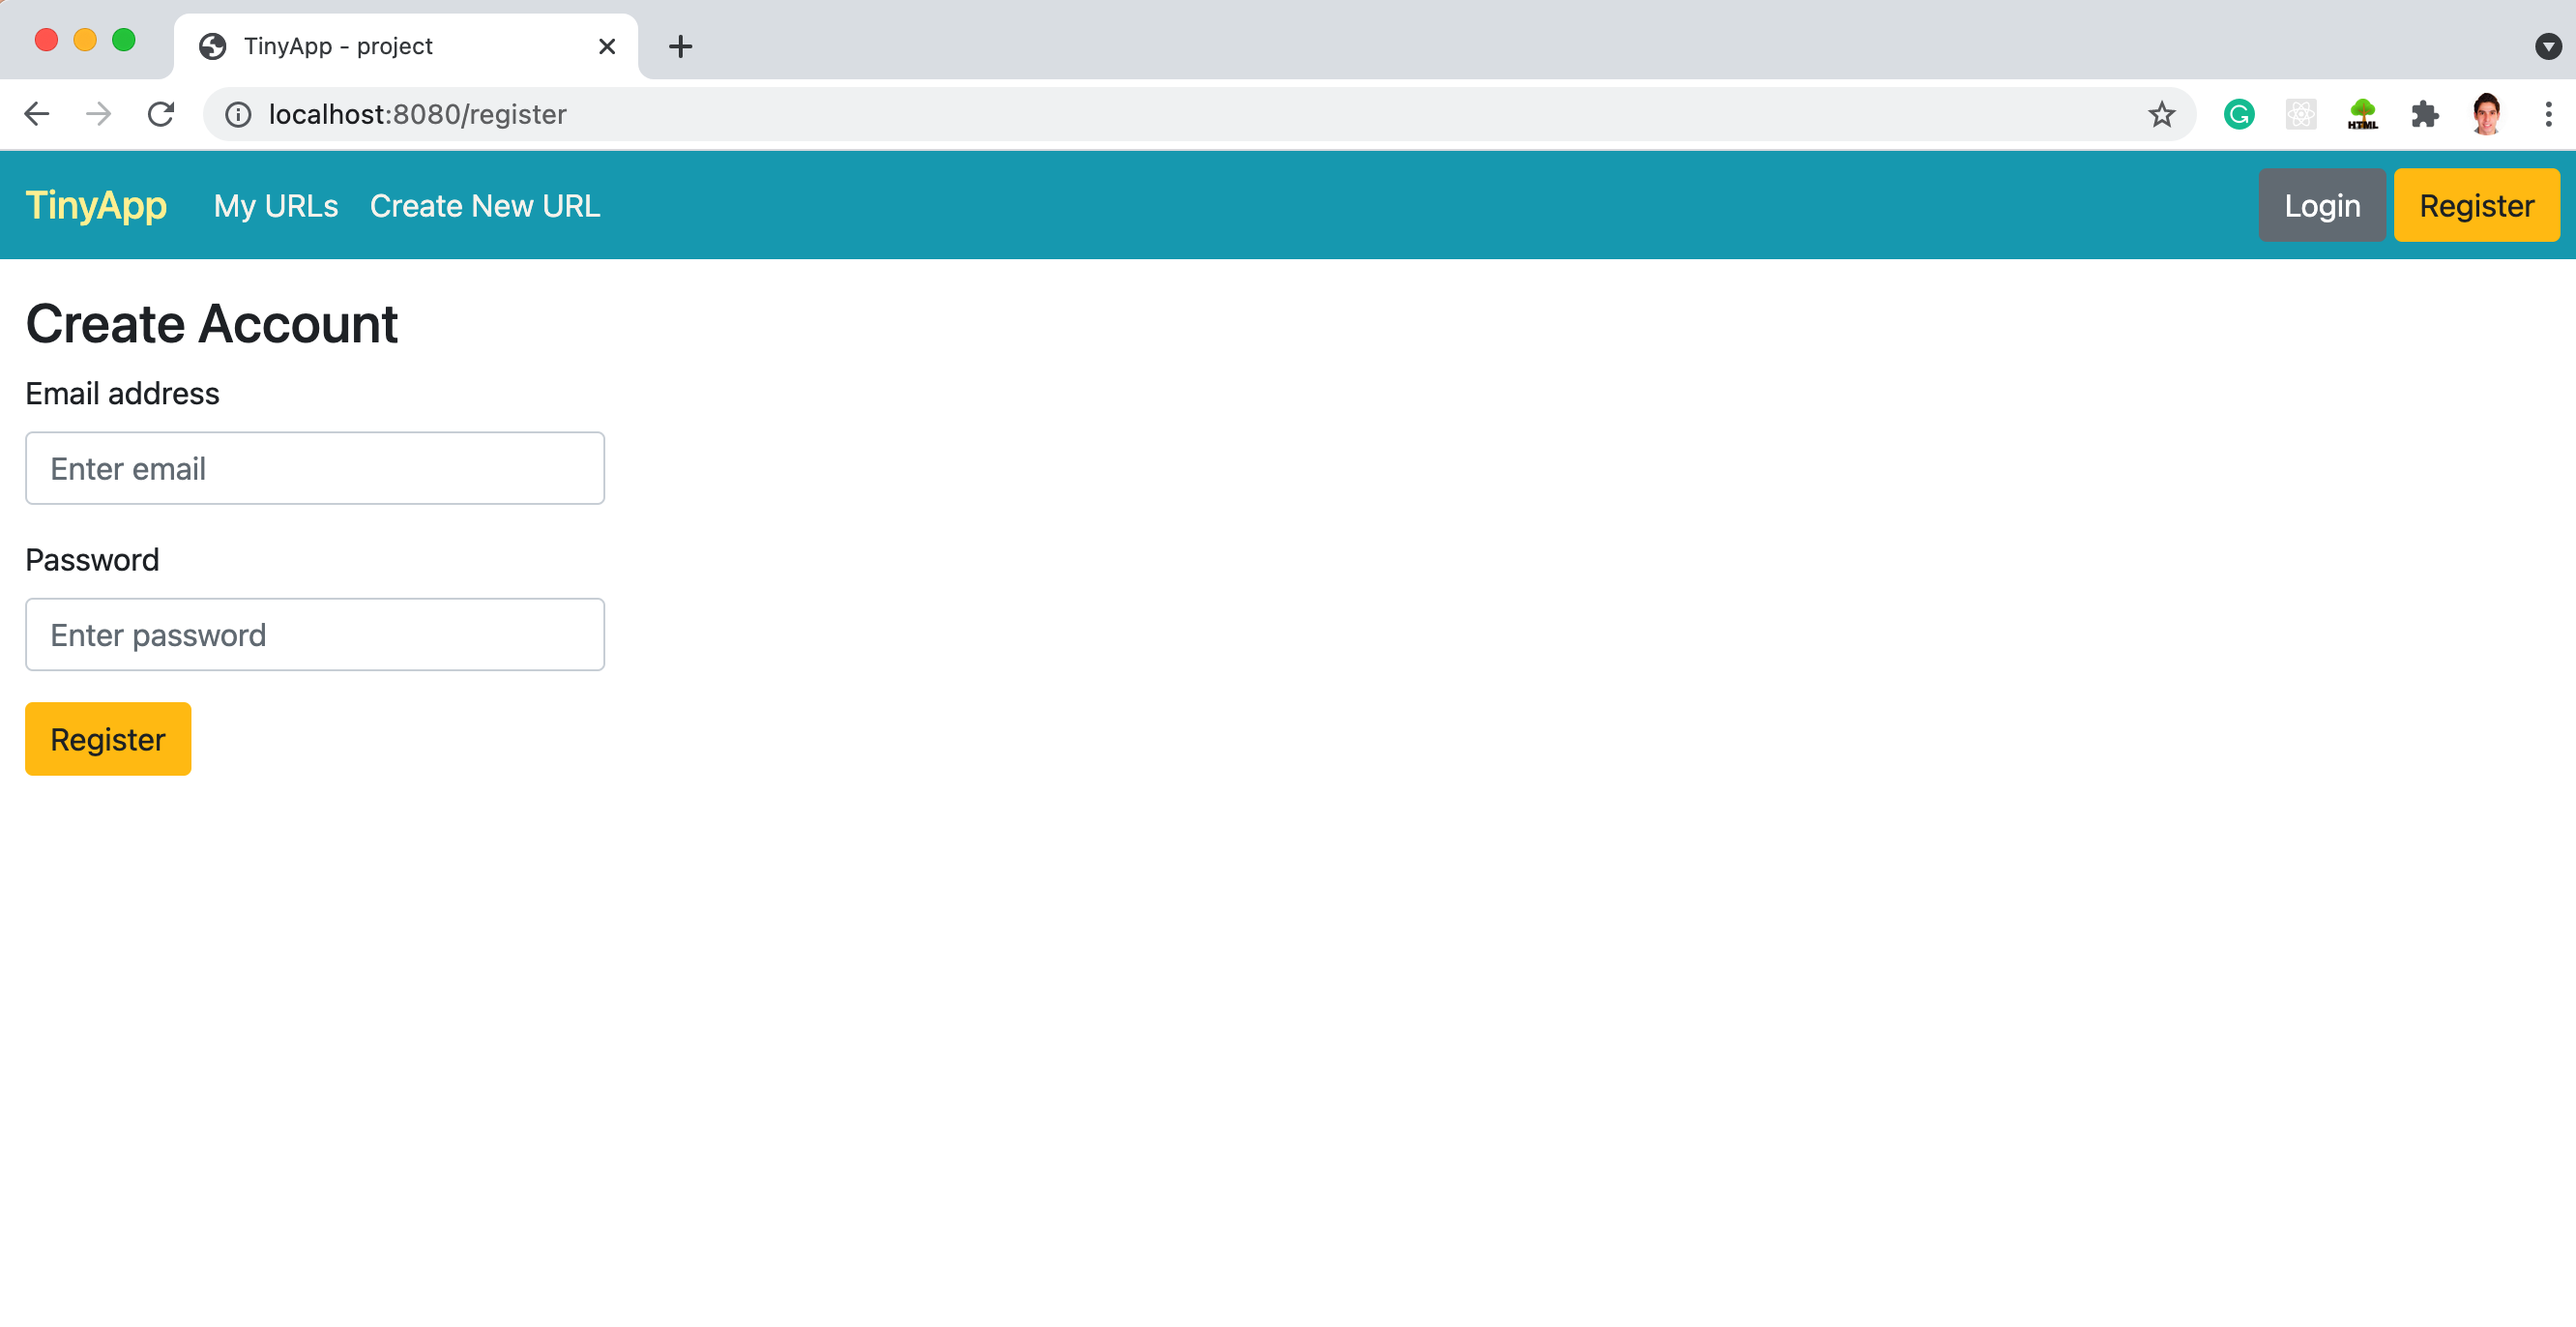 TinyApp - project
localhost:8080/register
HTML
TinyApp My URLs Create New URL Login Register
Create Account
Email address
Enter email
Password
Enter password
Register